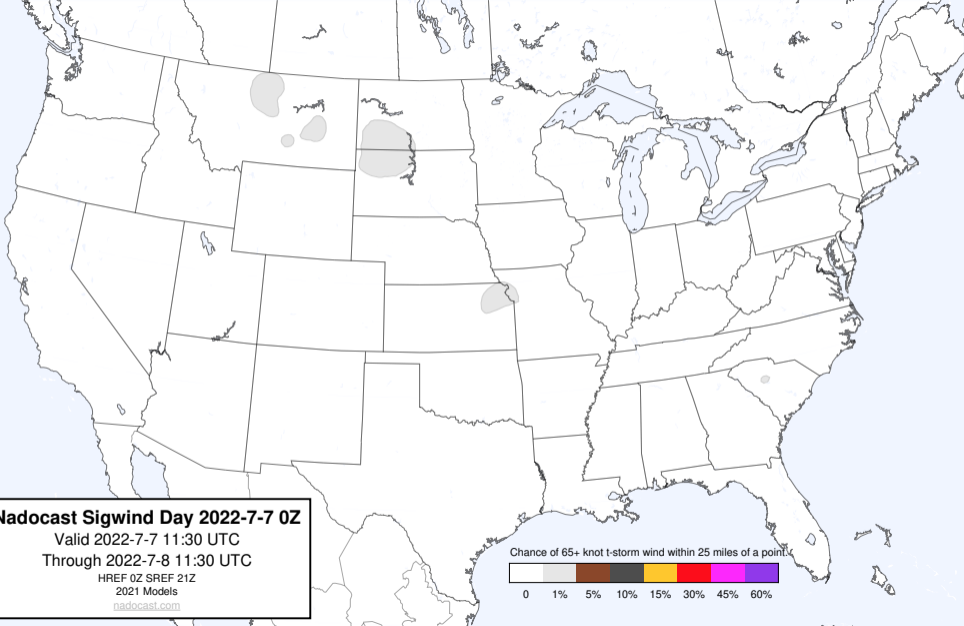 Nadocast Sigwind Day 2022-7-7 0Z
Valid 2022-7-7 11:30 UTC
Through 2022-7-8 11:30 UTC
HREF 0Z SREF 21Z
2021 Models
nadocast.com
Chance of 65+ knot t-storm wind within 25 miles of a point.
0 1% 5% 10% 15% 30% 45% 60%